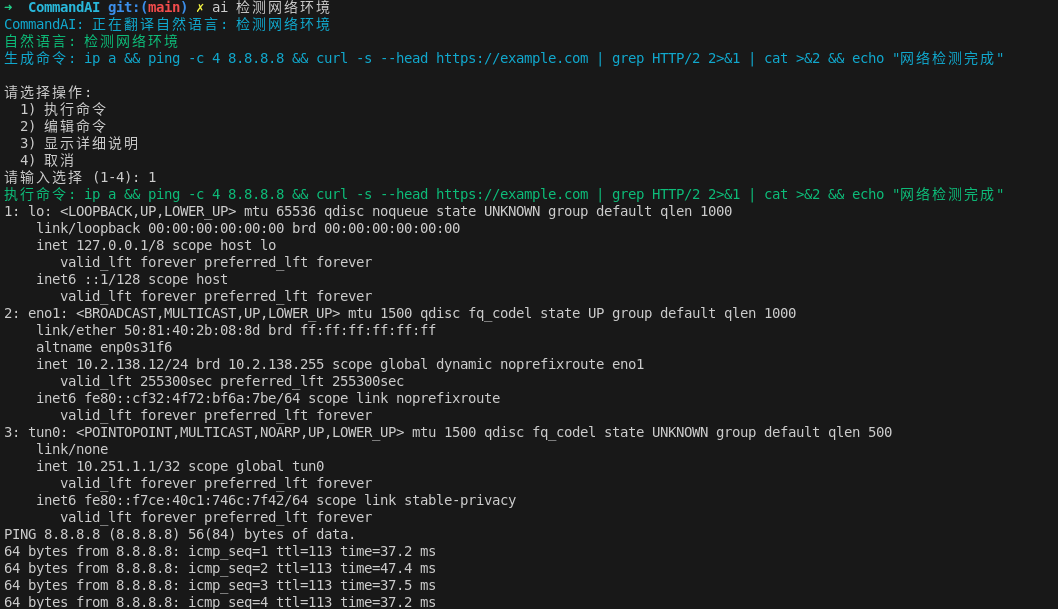 ➜  CommandAI git:(main) ✗ ai 检测网络环境
CommandAI: 正在翻译自然语言: 检测网络环境
自然语言: 检测网络环境
生成命令: ip a && ping -c 4 8.8.8.8 && curl -s --head https://example.com | grep HTTP/2 2>&1 | cat >&2 && echo "网络检测完成"

请选择操作:
  1) 执行命令
  2) 编辑命令
  3) 显示详细说明
  4) 取消
请输入选择 (1-4): 1
执行命令: ip a && ping -c 4 8.8.8.8 && curl -s --head https://example.com | grep HTTP/2 2>&1 | cat >&2 && echo "网络检测完成"
1: lo: <LOOPBACK,UP,LOWER_UP> mtu 65536 qdisc noqueue state UNKNOWN group default qlen 1000
    link/loopback 00:00:00:00:00:00 brd 00:00:00:00:00:00
    inet 127.0.0.1/8 scope host lo
       valid_lft forever preferred_lft forever
    inet6 ::1/128 scope host
       valid_lft forever preferred_lft forever
2: eno1: <BROADCAST,MULTICAST,UP,LOWER_UP> mtu 1500 qdisc fq_codel state UP group default qlen 1000
    link/ether 50:81:40:2b:08:8d brd ff:ff:ff:ff:ff:ff
    altname enp0s31f6
    inet 10.2.138.12/24 brd 10.2.138.255 scope global dynamic noprefixroute eno1
       valid_lft 255300sec preferred_lft 255300sec
    inet6 fe80::cf32:4f72:bf6a:7be/64 scope link noprefixroute
       valid_lft forever preferred_lft forever
3: tun0: <POINTOPOINT,MULTICAST,NOARP,UP,LOWER_UP> mtu 1500 qdisc fq_codel state UNKNOWN group default qlen 500
    link/none
    inet 10.251.1.1/32 scope global tun0
       valid_lft forever preferred_lft forever
    inet6 fe80::f7ce:40c1:746c:7f42/64 scope link stable-privacy
       valid_lft forever preferred_lft forever
PING 8.8.8.8 (8.8.8.8) 56(84) bytes of data.
64 bytes from 8.8.8.8: icmp_seq=1 ttl=113 time=37.2 ms
64 bytes from 8.8.8.8: icmp_seq=2 ttl=113 time=47.4 ms
64 bytes from 8.8.8.8: icmp_seq=3 ttl=113 time=37.5 ms
64 bytes from 8.8.8.8: icmp_seq=4 ttl=113 time=37.2 ms